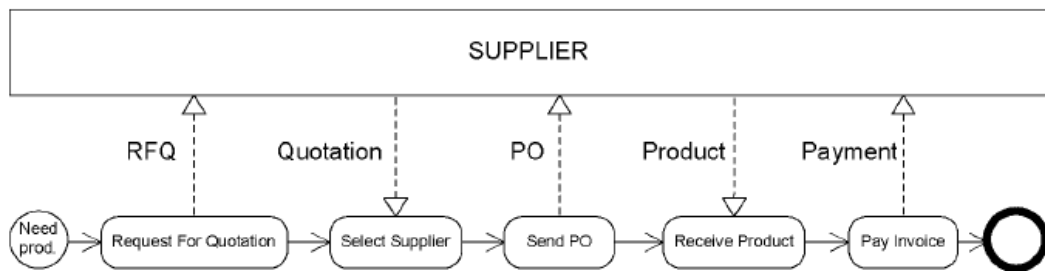 SUPPLIER
RFQ
Quotation
PO
Product
Payment
Need
prod.
Request For Quotation
Select Supplier
Send PO
Receive Product
Pay Invoice